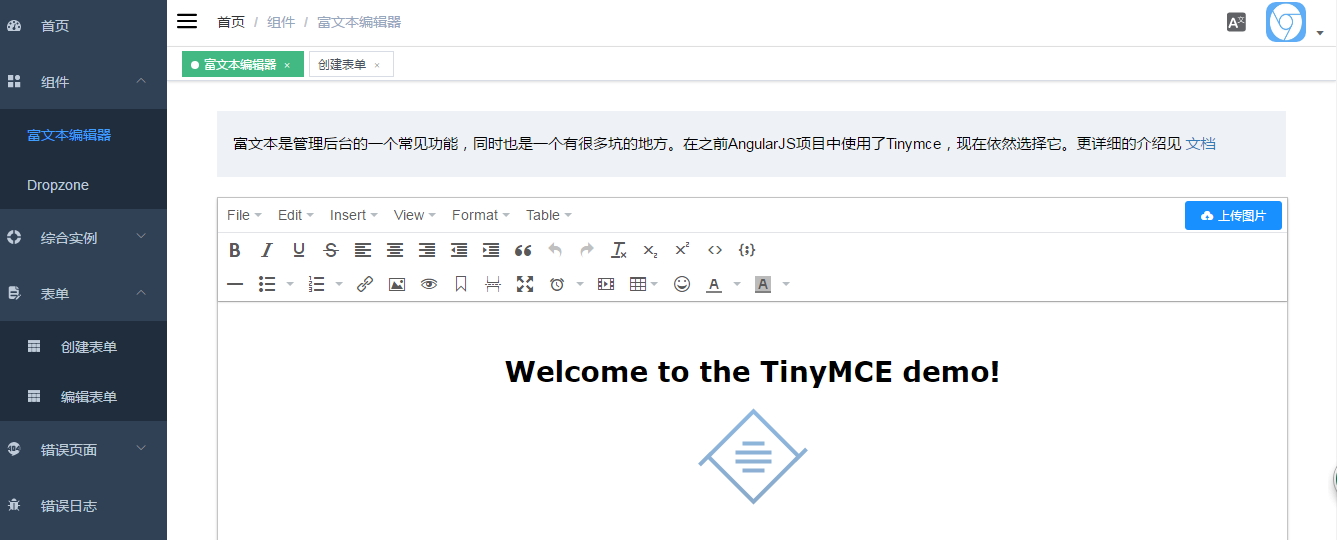 首页
组件
富文本编辑器
Dropzone
综合实例
表单
创建表单
编辑表单
错误页面
错误日志
首页 / 组件 / 富文本编辑器
富文本编辑器 × 创建表单 ×
富文本是管理后台的一个常见功能，同时也是一个有很多坑的地方。在之前AngularJS项目中使用了Tinymce，现在依然选择它。更详细的介绍见 文档
File Edit Insert View Format Table
上传图片
Welcome to the TinyMCE demo!